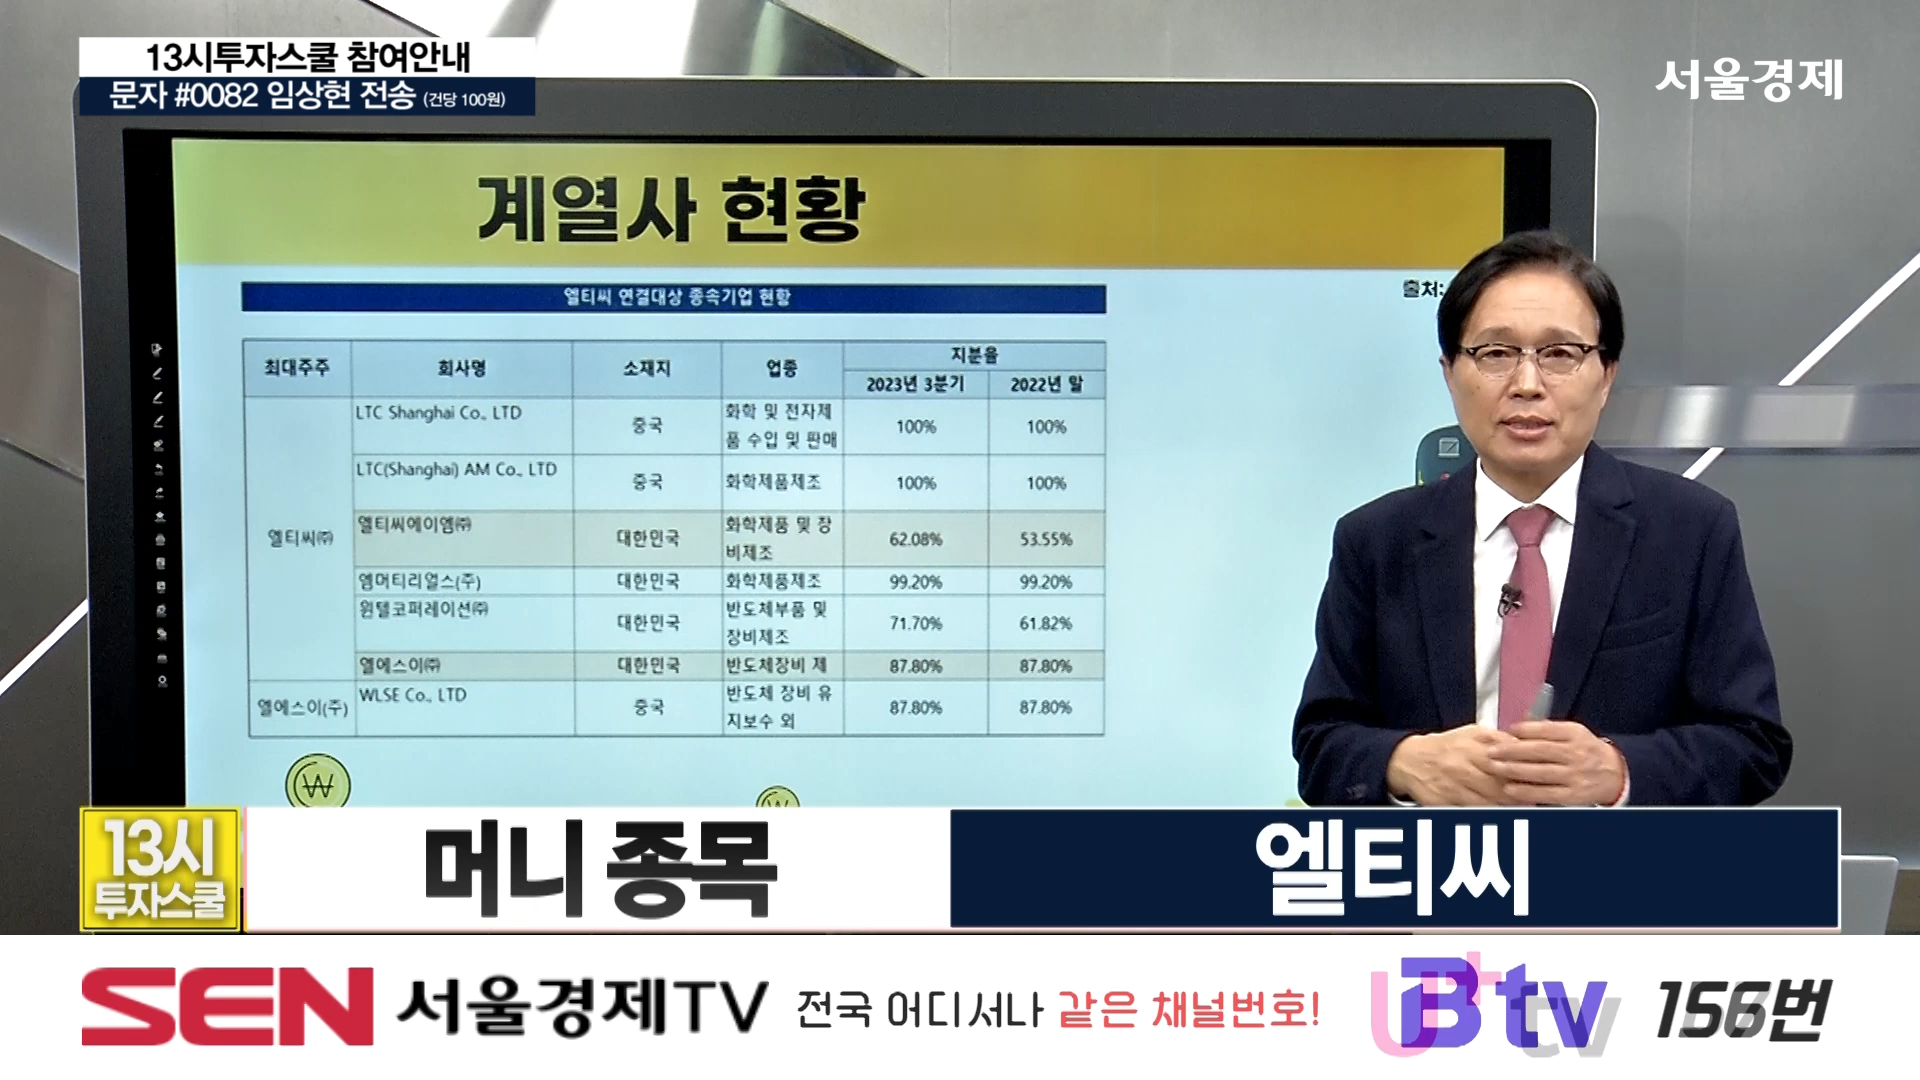 13시투자스쿨 참여안내
문자 #0082 임상현 전송 (건당 100원)
서울경제
계열사 현황
출처:
엘티씨 연결대상 종속기업 현황
최대주주 회사명 소재지 업종 지분율
2023년 3분기 2022년 말
엘티씨㈜
LTC Shanghai Co., LTD 중국 화학 및 전자제
품 수입 및 판매 100% 100%
LTC(Shanghai) AM Co., LTD 중국 화학제품제조 100% 100%
엘티씨에이엠㈜ 대한민국 화학제품 및 장
비제조 62.08% 53.55%
엠머티리얼스(주) 대한민국 화학제품제조 99.20% 99.20%
윈텔코퍼레이션㈜ 대한민국 반도체부품 및
장비제조 71.70% 61.82%
엘에스이㈜ 대한민국 반도체장비 제 87.80% 87.80%
엘에스이(주) WLSE Co., LTD 중국 반도체 장비 유
지보수 외 87.80% 87.80%
13시
투자스쿨
머니 종목
엘티씨
SEN 서울경제TV 전국 어디서나 같은 채널번호! B tv 156번